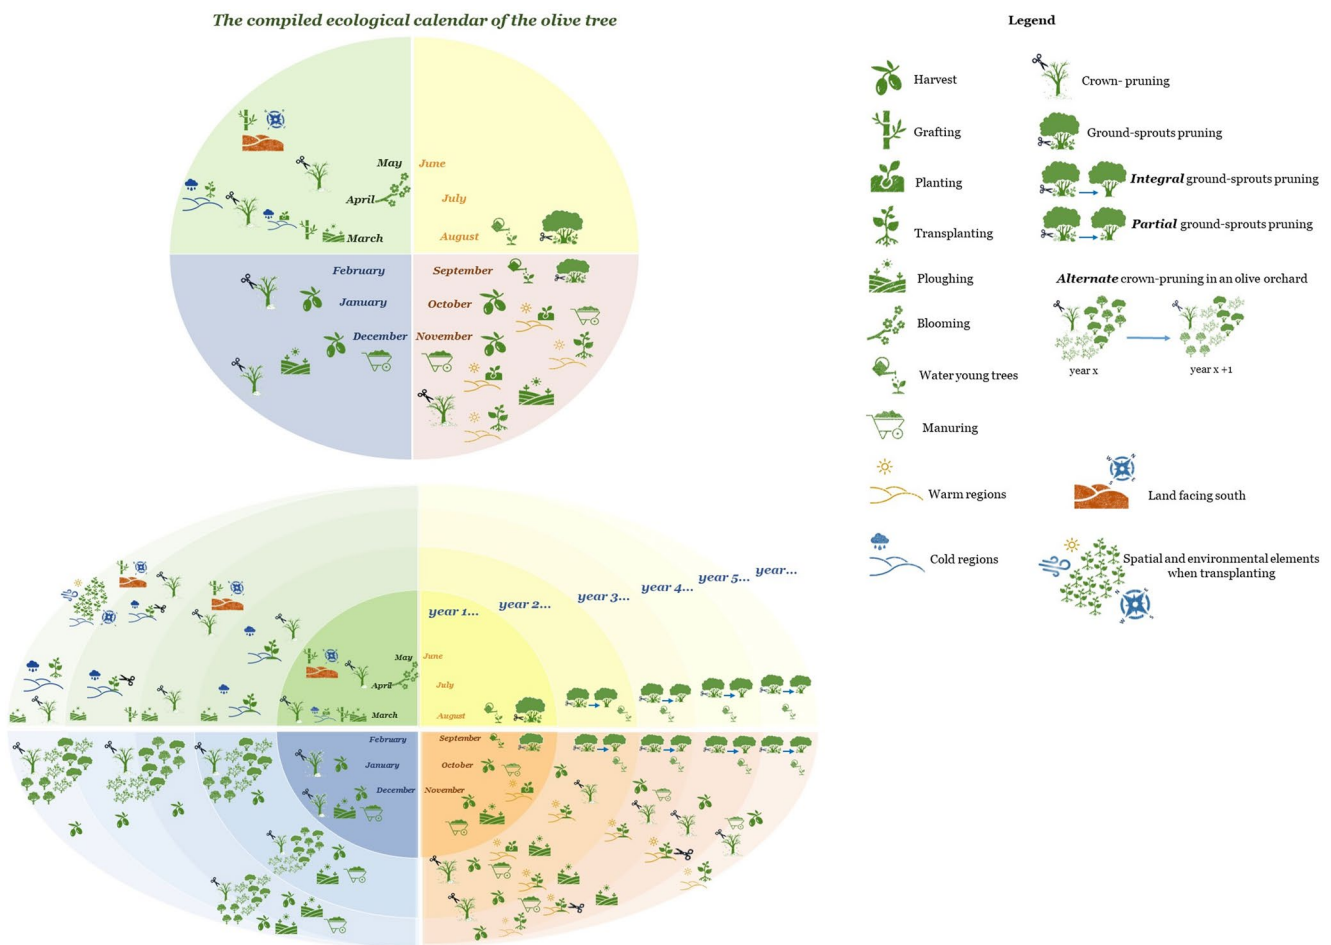 The compiled ecological calendar of the olive tree
May
June
April
July
March
August
February
September
January
October
December
November
year 1...
year 2...
year 3...
year 4...
year 5...
year...
May
June
April
July
March
August
February
September
January
October
December
November
Legend
Harvest
Crown- pruning
Grafting
Ground-sprouts pruning
Planting
Integral ground-sprouts pruning
Transplanting
Partial ground-sprouts pruning
Ploughing
Alternate crown-pruning in an olive orchard
Blooming
Water young trees
year x
year x +1
Manuring
Warm regions
Land facing south
Cold regions
Spatial and environmental elements
when transplanting